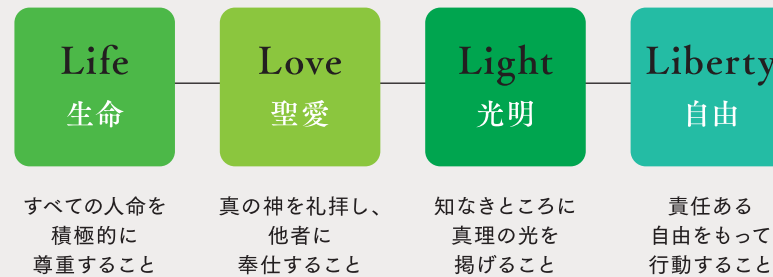 Life
生命
すべての人命を
積極的に
尊重すること
Love
聖愛
真の神を礼拝し、
他者に
奉仕すること
Light
光明
知なきところに
真理の光を
掲げること
Liberty
自由
責任ある
自由をもって
行動すること